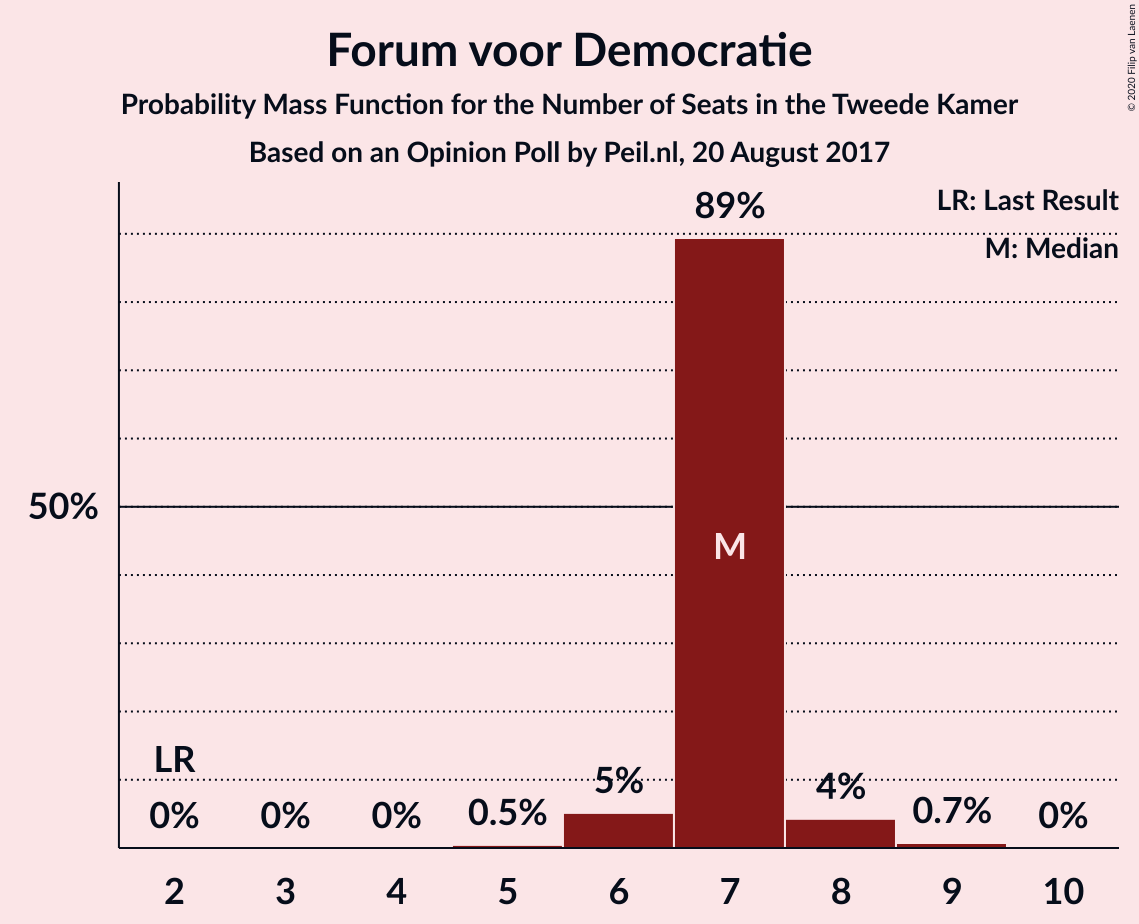 Forum voor Democratie
Probability Mass Function for the Number of Seats in the Tweede Kamer
Based on an Opinion Poll by Peil.nl, 20 August 2017
© 2020 Filip van Laenen
LR: Last Result
M: Median
89%
50%
M
LR
0%
0%
0%
0.5%
5%
4%
0.7%
0%
2
3
4
5
6
7
8
9
10